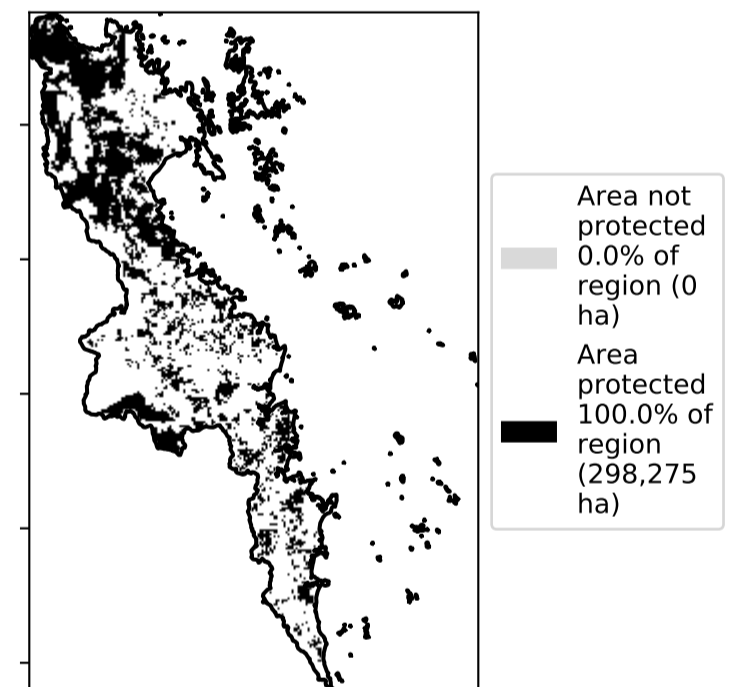 Area not
protected
0.0% of
region (0
ha)
Area
protected
100.0% of
region
(298,275
ha)